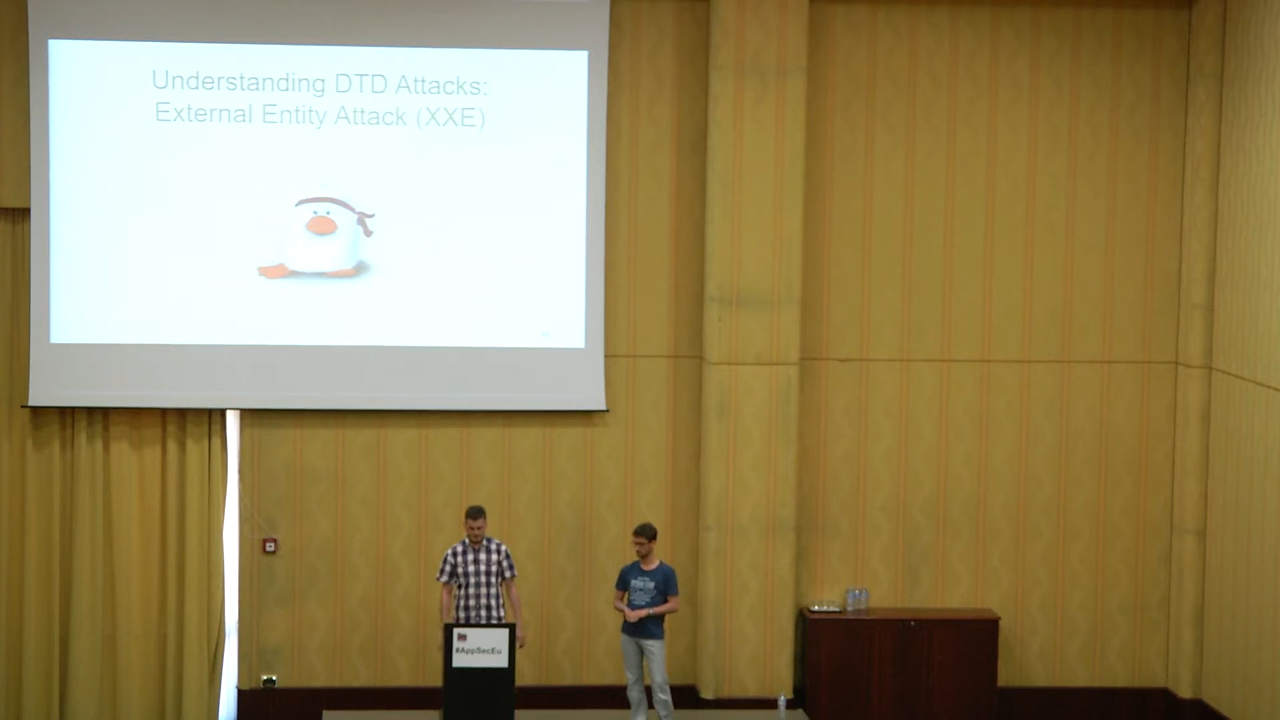 Understanding DTD Attacks:
External Entity Attack (XXE)
#AppSecEu